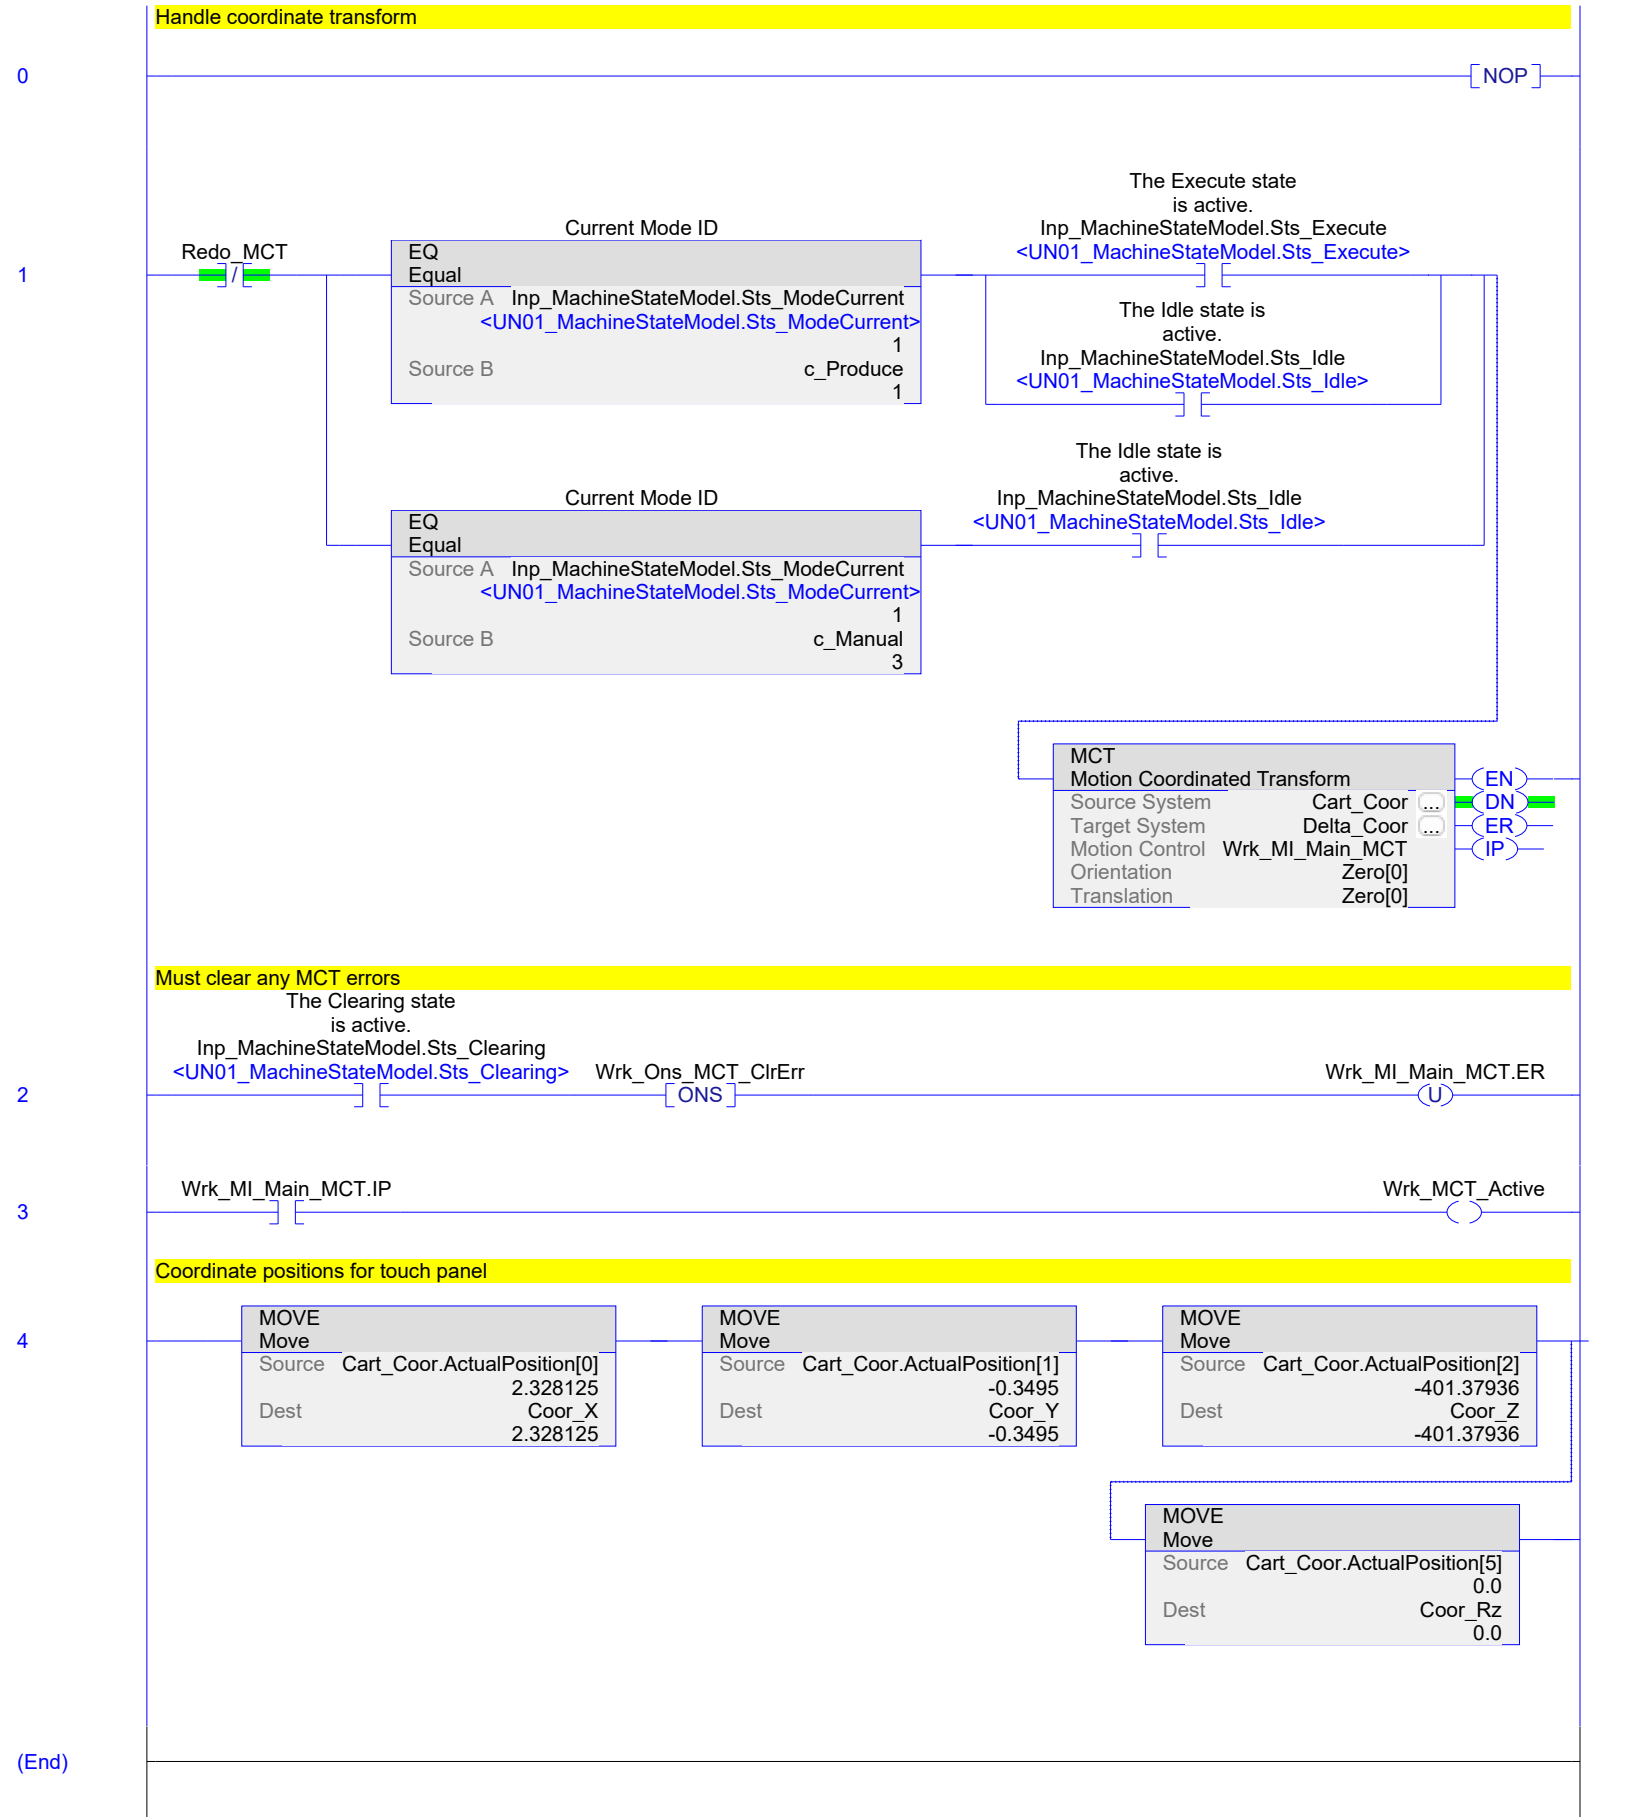 Handle coordinate transform
0
NOP
The Execute state
is active.
Current Mode ID
Inp_MachineStateModel.Sts_Execute
Redo_MCT
EQ
<UN01_MachineStateModel.Sts_Execute>
1
/
Equal
Source A Inp_MachineStateModel.Sts_ModeCurrent
<UN01_MachineStateModel.Sts_ModeCurrent>
1
Source B c_Produce
1
The Idle state is
active.
Inp_MachineStateModel.Sts_Idle
<UN01_MachineStateModel.Sts_Idle>
The Idle state is
active.
Current Mode ID
Inp_MachineStateModel.Sts_Idle
EQ
<UN01_MachineStateModel.Sts_Idle>
Equal
Source A Inp_MachineStateModel.Sts_ModeCurrent
<UN01_MachineStateModel.Sts_ModeCurrent>
1
Source B c_Manual
3
MCT
Motion Coordinated Transform EN
Source System Cart_Coor ... DN
Target System Delta_Coor ... ER
Motion Control Wrk_MI_Main_MCT IP
Orientation Zero[0]
Translation Zero[0]
Must clear any MCT errors
The Clearing state
is active.
Inp_MachineStateModel.Sts_Clearing
<UN01_MachineStateModel.Sts_Clearing> Wrk_Ons_MCT_ClrErr Wrk_MI_Main_MCT.ER
2 ONS U
Wrk_MI_Main_MCT.IP Wrk_MCT_Active
3
Coordinate positions for touch panel
MOVE MOVE MOVE
4 Move Move Move
Source Cart_Coor.ActualPosition[0] Source Cart_Coor.ActualPosition[1] Source Cart_Coor.ActualPosition[2]
2.328125 -0.3495 -401.37936
Dest Coor_X Dest Coor_Y Dest Coor_Z
2.328125 -0.3495 -401.37936
MOVE
Move
Source Cart_Coor.ActualPosition[5]
0.0
Dest Coor_Rz
0.0
(End)